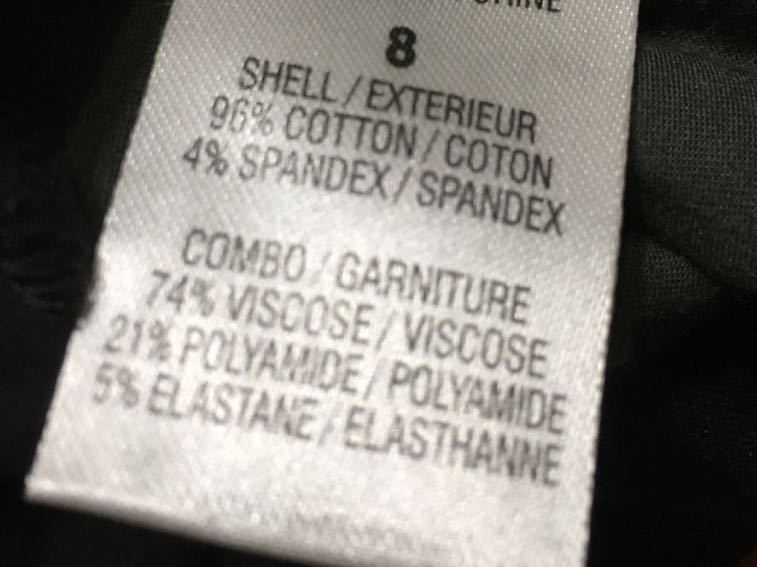 8
SHELL / EXTERIEUR
96% COTTON / COTON
4% SPANDEX / SPANDEX
COMBO / GARNITURE
74% VISCOSE / VISCOSE
21% POLYAMIDE / POLYAMIDE
5% ELASTANE / ELASTHANNE